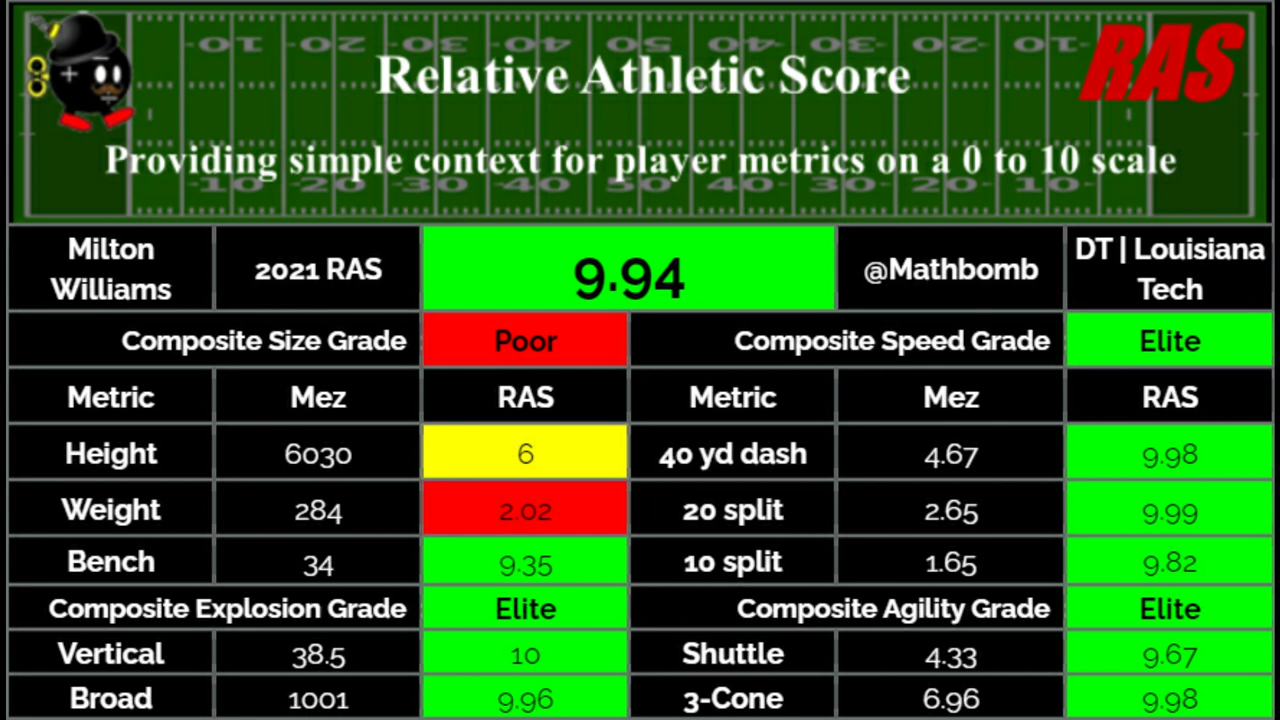 10 20 30 40 50 40 30 20 10
Relative Athletic Score
RAS
Providing simple context for player metrics on a 0 to 10 scale
10 20 30 40 50 40 30 20 10
Milton Williams
2021 RAS
9.94
@Mathbomb
DT | Louisiana Tech
Composite Size Grade Poor Composite Speed Grade Elite
Metric Mez RAS Metric Mez RAS
Height 6030 6 40 yd dash 4.67 9.98
Weight 284 2.02 20 split 2.65 9.99
Bench 34 9.35 10 split 1.65 9.82
Composite Explosion Grade Elite Composite Agility Grade Elite
Vertical 38.5 10 Shuttle 4.33 9.67
Broad 1001 9.96 3-Cone 6.96 9.98